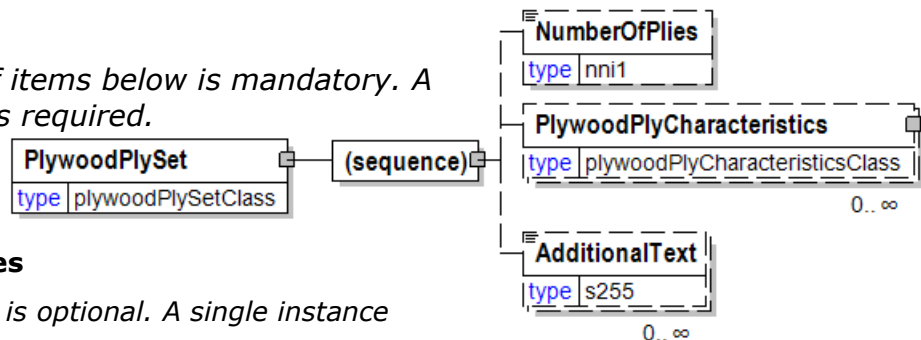 f items below is mandatory. A
s required.
PlywoodPlySet
type plywoodPlySetClass
(sequence)
NumberOfPlies
type nni1
PlywoodPlyCharacteristics
type plywoodPlyCharacteristicsClass
0.. ∞
AdditionalText
type s255
0.. ∞
es
is optional. A single instance